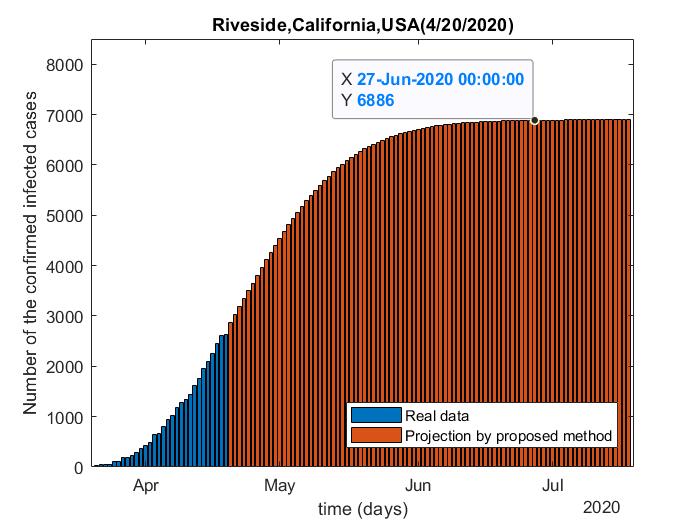 Riveside,California,USA(4/20/2020)
8000
7000
6000
5000
4000
3000
2000
1000
0
Number of the confirmed infected cases
X 27-Jun-2020 00:00:00
Y 6886
Real data
Projection by proposed method
Apr May Jun Jul
time (days)
2020